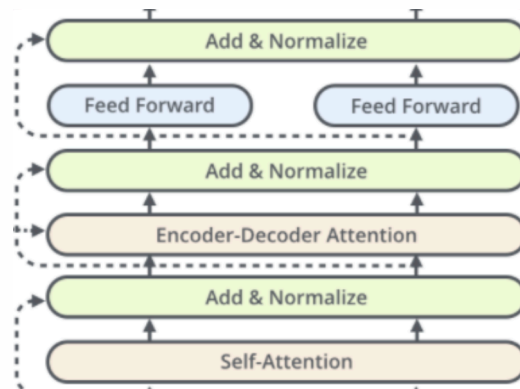 Add & Normalize
Feed Forward Feed Forward
Add & Normalize
Encoder-Decoder Attention
Add & Normalize
Self-Attention